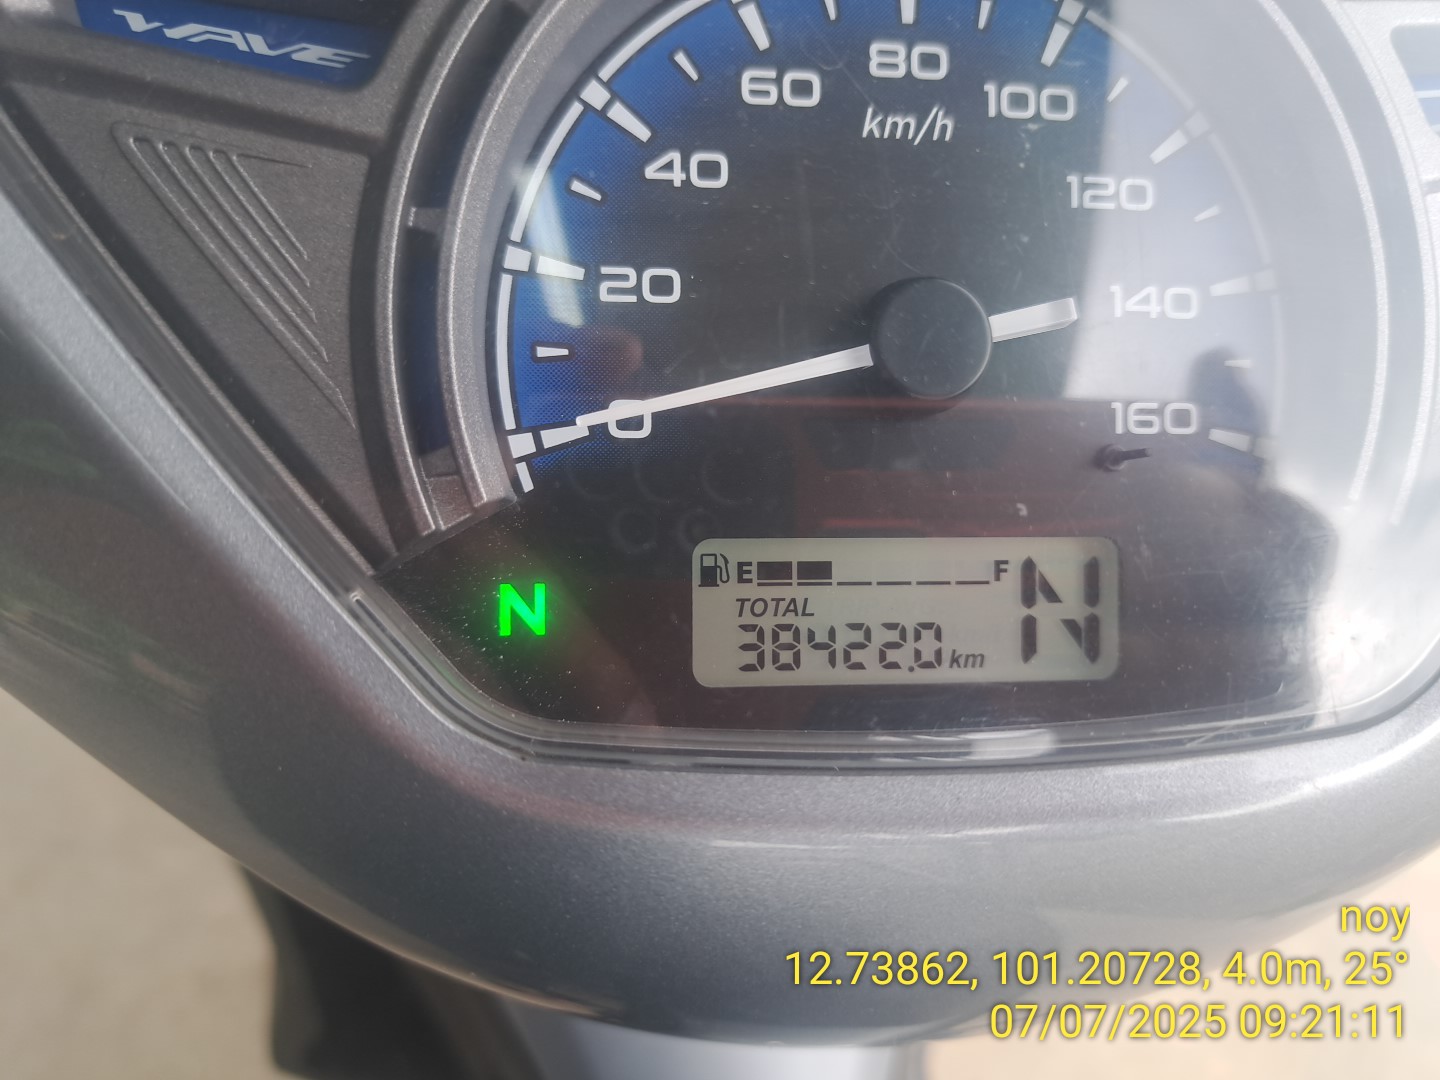 WAVE
80
60
100
km/h
40
120
20
140
0
160
E
F
N
N
TOTAL
38422.0 km
noy
12.73862, 101.20728, 4.0m, 25°
07/07/2025 09:21:11